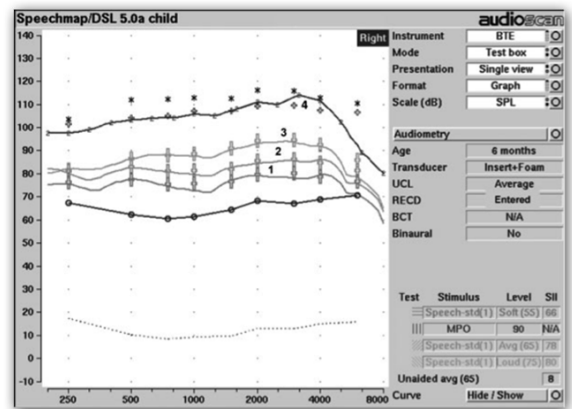 Speechmap/DSL 5.0a child
audioscan
Right
140
130
120
110
100
90
80
70
60
50
40
30
20
10
0
-10
250
500
1000
2000
4000
8000
4
3
2
1
Instrument BTE
Mode Test box
Presentation Single view
Format Graph
Scale (dB) SPL
Audiometry
Age 6 months
Transducer Insert+Foam
UCL Average
RECD Entered
BCT N/A
Binaural No
Test Stimulus Level SII
Speech-std(1) Soft (55) 66
MPO 90 N/A
Speech-std(1) Avg (65) 78
Speech-std(1) Loud (75) 80
Unaided avg (65) 8
Curve Hide / Show